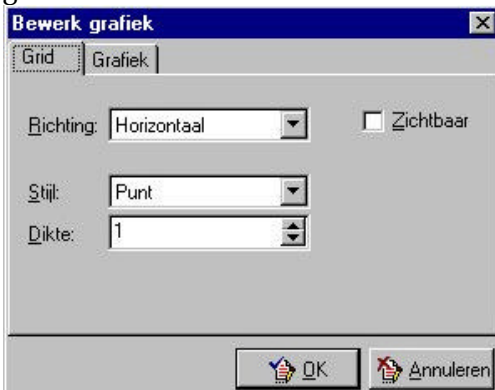 Bewerk grafiek
Grid Grafiek
Richting: Horizontaal Zichtbaar
Stijl: Punt
Dikte: 1
OK Annuleren